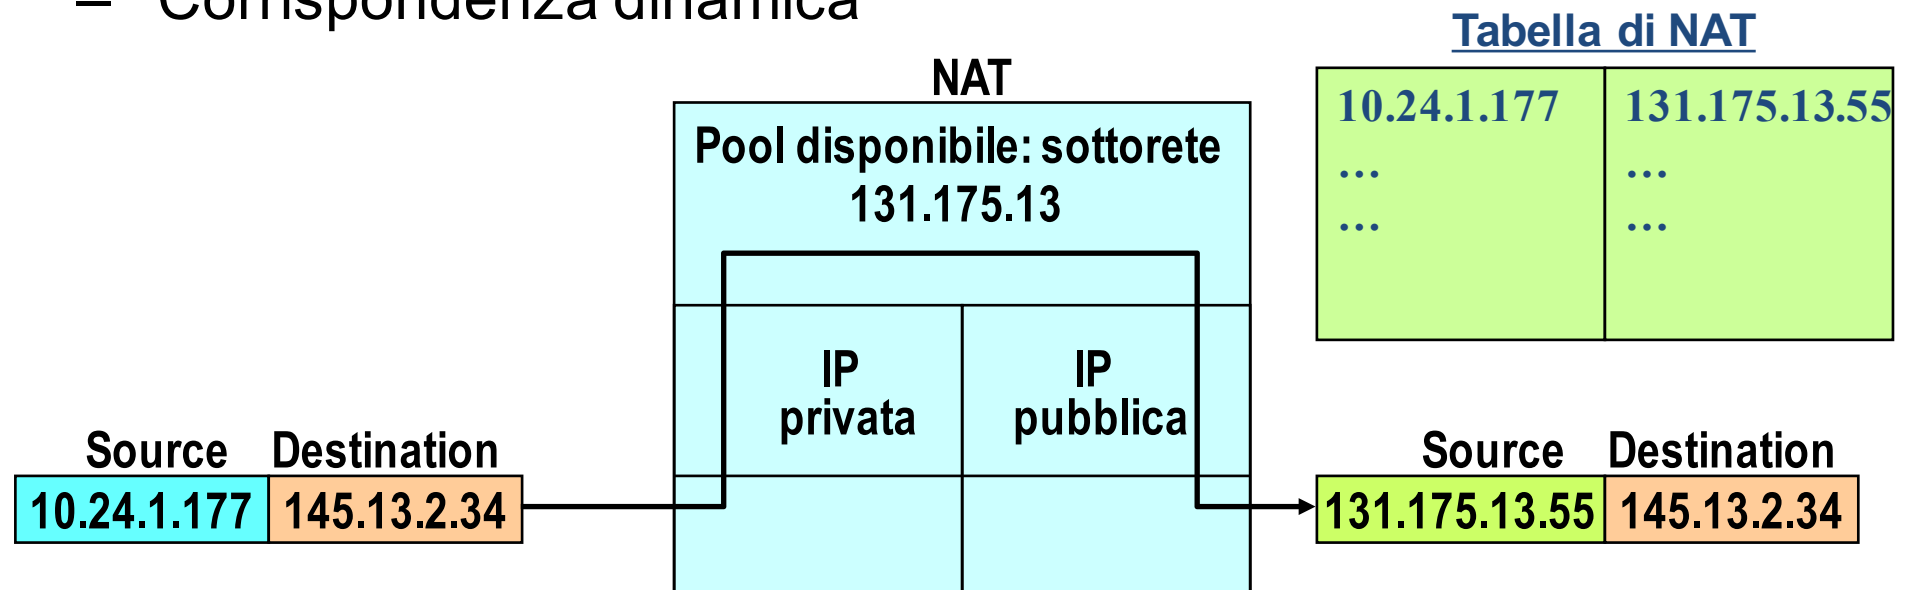 – Corrispondenza dinamica
Tabella di NAT
10.24.1.177 131.175.13.55
… …
… …
NAT
Pool disponibile: sottorete
131.175.13
IP
privata
IP
pubblica
Source Destination
10.24.1.177 145.13.2.34
Source Destination
131.175.13.55 145.13.2.34